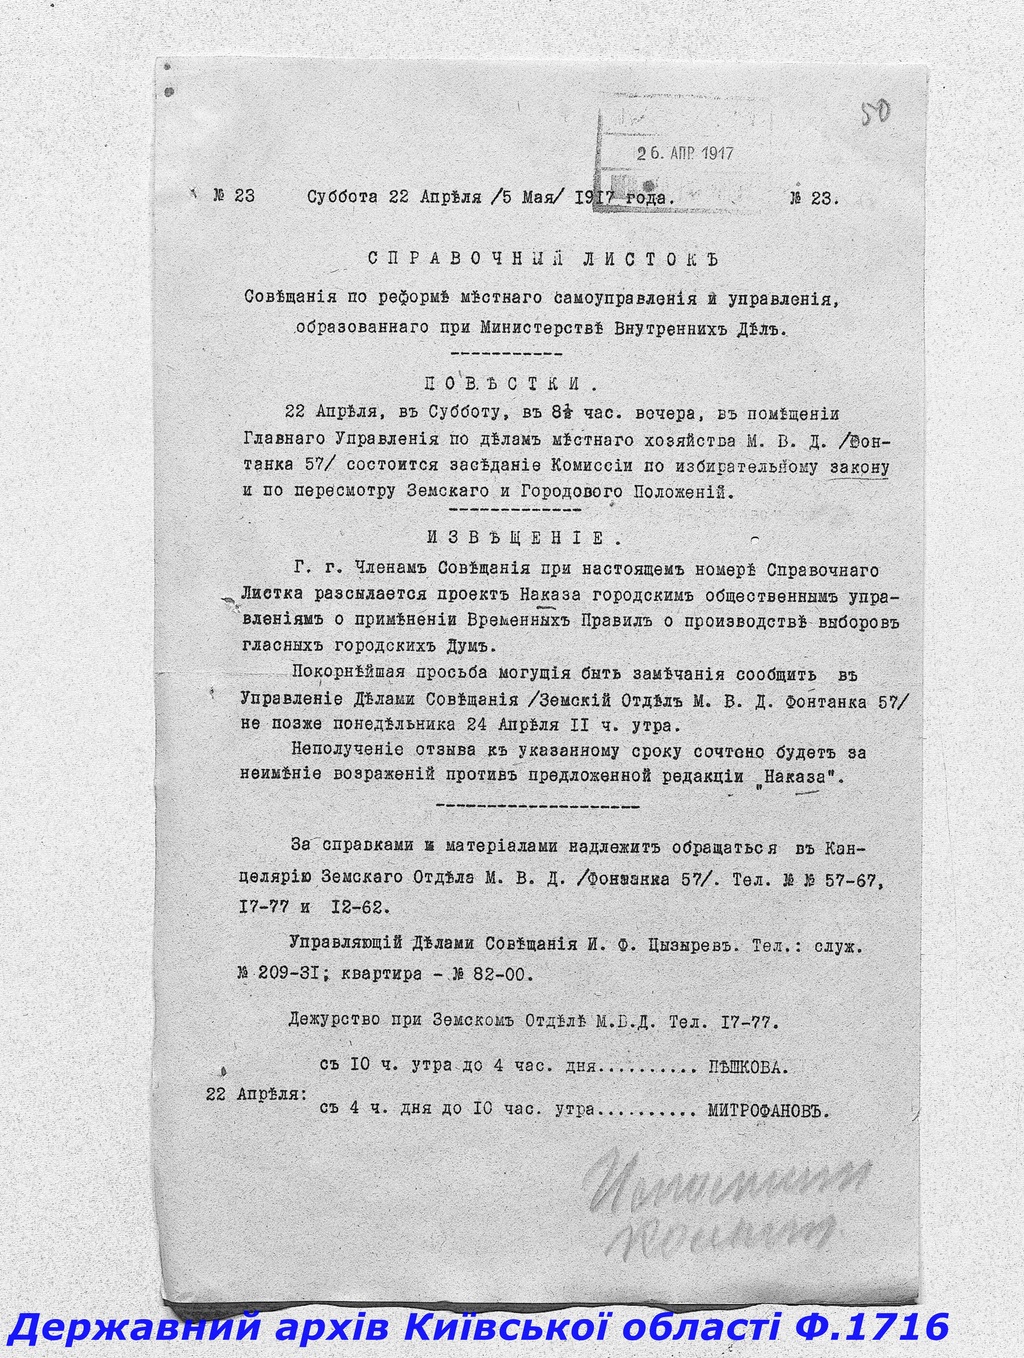 50
26. АПР 1917
№ 23 Суббота 22 Апрѣля /5 Мая/ 1917 года. № 23.
СПРАВОЧНЫЙ ЛИСТОКЪ
Совѣщанія по реформѣ мѣстнаго самоуправленія и управленія,
образованнаго при Министерствѣ Внутреннихъ Дѣлъ.
-----------
ПОВѢСТКИ.
22 Апрѣля, въ Субботу, въ 8½ час. вечера, въ помѣщеніи
Главнаго Управленія по дѣламъ мѣстнаго хозяйства М. В. Д. /Фон-
танка 57/ состоится засѣданіе Комиссіи по избирательному закону
и по пересмотру Земскаго и Городового Положеній.
-------------
ИЗВѢЩЕНІЕ.
Г. г. Членамъ Совѣщанія при настоящемъ номерѣ Справочнаго
Листка разсылается проектъ Наказа городскимъ общественнымъ упра-
вленіямъ о примѣненіи Временныхъ Правилъ о производствѣ выборовъ
гласныхъ городскихъ Думъ.
Покорнѣйшая просьба могущія быть замѣчанія сообщить въ
Управленіе Дѣлами Совѣщанія /Земскій Отдѣлъ М. В. Д. Фонтанка 57/
не позже понедѣльника 24 Апрѣля II ч. утра.
Неполученіе отзыва къ указанному сроку сочтено будетъ за
неимѣніе возраженій противъ предложенной редакціи „Наказа".
--------------------
За справками и матеріалами надлежитъ обращаться въ Кан-
целярію Земскаго Отдѣла М. В. Д. /Фонтанка 57/. Тел. № № 57-67,
I7-77 и I2-62.
Управляющій Дѣлами Совѣщанія И. Ф. Цызыревъ. Тел.: служ.
№ 209-3I; квартира - № 82-00.
Дежурство при Земскомъ Отдѣлѣ М.В.Д. Тел. I7-77.
съ IO ч. утра до 4 час. дня.......... ПѢШКОВА.
22 Апрѣля:
съ 4 ч. дня до IO час. утра.......... МИТРОФАНОВЪ.
Державний архів Київської області Ф.1716